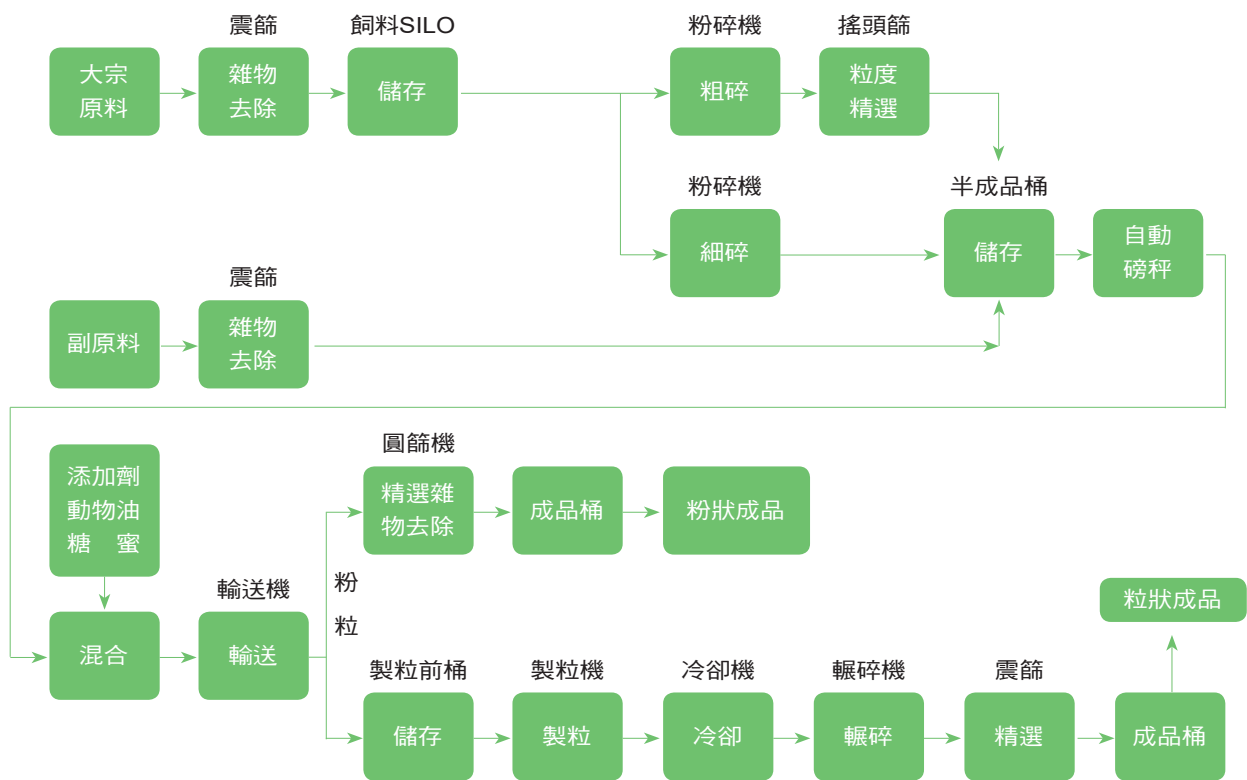 震篩
飼料SILO
粉碎機
搖頭篩
大宗
原料
雜物
去除
儲存
粗碎
粒度
精選
粉碎機
半成品桶
細碎
儲存
自動
磅秤
震篩
副原料
雜物
去除
圓篩機
添加劑
動物油
糖 蜜
精選雜
物去除
成品桶
粉狀成品
粉
粒
輸送機
混合
輸送
粒狀成品
製粒前桶
製粒機
冷卻機
輾碎機
震篩
儲存
製粒
冷卻
輾碎
精選
成品桶